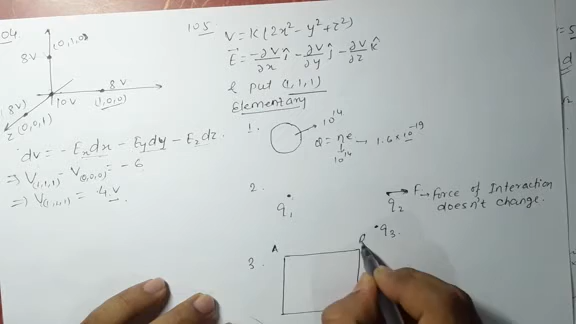 04
8V (0,1,0)
8V
(1,0,0)
10V
8V)
Z (0,0,1)
dv = -Exdx - Eydy - Ezdz.
⇒ V(1,1,1) - V(0,0,0) = -6
⇒ V(1,1,1) = 4V
105
V = K(2x² - y² + z²)
E⃗ = -∂V/∂x î - ∂V/∂y ĵ - ∂V/∂z k̂
& put (1,1,1)
Elementary
1.
10¹⁴
Q = ne → 1.6 × 10⁻¹⁹
10¹⁴
2.
q₁
q₂
F → Force of Interaction
doesn't change.
q₃.
3.
A